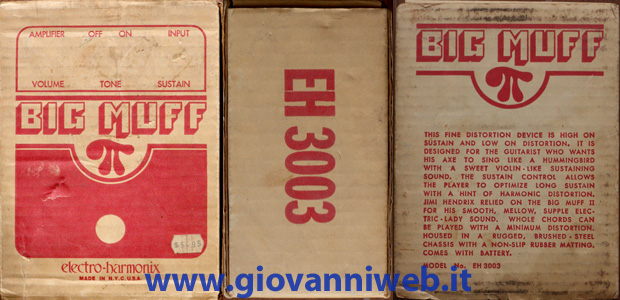 AMPLIFIER OFF ON INPUT
VOLUME TONE SUSTAIN
BIG MUFF
π
electro-harmonix
MADE IN N.Y.C. U.S.A.
EH 3003
BIG MUFF
π
THIS FINE DISTORTION DEVICE IS HIGH ON
SUSTAIN AND LOW ON DISTORTION. IT IS
DESIGNED FOR THE GUITARIST WHO WANTS
HIS AXE TO SING LIKE A HUMMINGBIRD
WITH A SWEET VIOLIN-LIKE SUSTAINING
SOUND. THE SUSTAIN CONTROL ALLOWS
THE PLAYER TO OPTIMIZE LONG SUSTAIN
WITH A HINT OF HARMONIC DISTORTION.
JIMI HENDRIX RELIED ON THE BIG MUFF II
FOR HIS SMOOTH, MELLOW, SUPPLE ELEC-
TRIC-LADY SOUND. WHOLE CHORDS CAN
BE PLAYED WITH A MINIMUM DISTORTION.
HOUSED IN A RUGGED, BRUSHED-STEEL
CHASSIS WITH A NON-SLIP RUBBER MATTING.
COMES WITH BATTERY.
MODEL No. EH 3003
www.giovanniweb.it